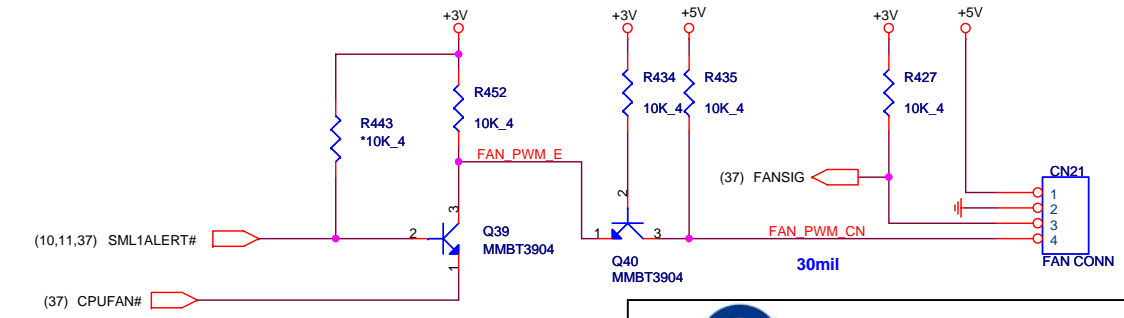 +3V +3V +5V +3V +5V
R452
10K_4
R434
10K_4
R435
10K_4
R427
10K_4
R443
*10K_4
FAN_PWM_E
(37) FANSIG
CN21
1
2
3
4
FAN CONN
(10,11,37) SML1ALERT#
2
3
1
Q39
MMBT3904
2
1
3
Q40
MMBT3904
FAN_PWM_CN
30mil
(37) CPUFAN#